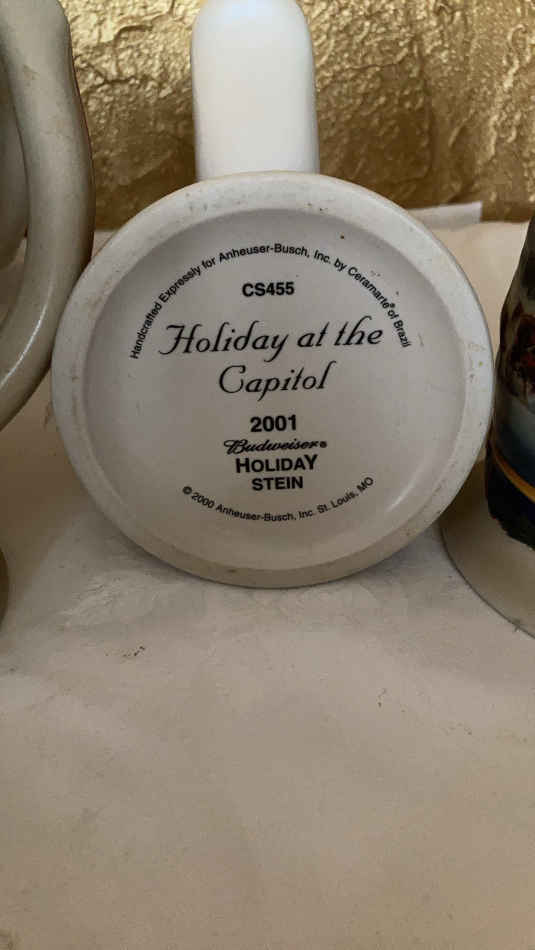 Handcrafted Expressly for Anheuser-Busch, Inc. by Ceramarte® of Brazil
CS455
Holiday at the
Capitol
2001
Budweiser®
HOLIDAY
STEIN
© 2000 Anheuser-Busch, Inc. St. Louis, MO